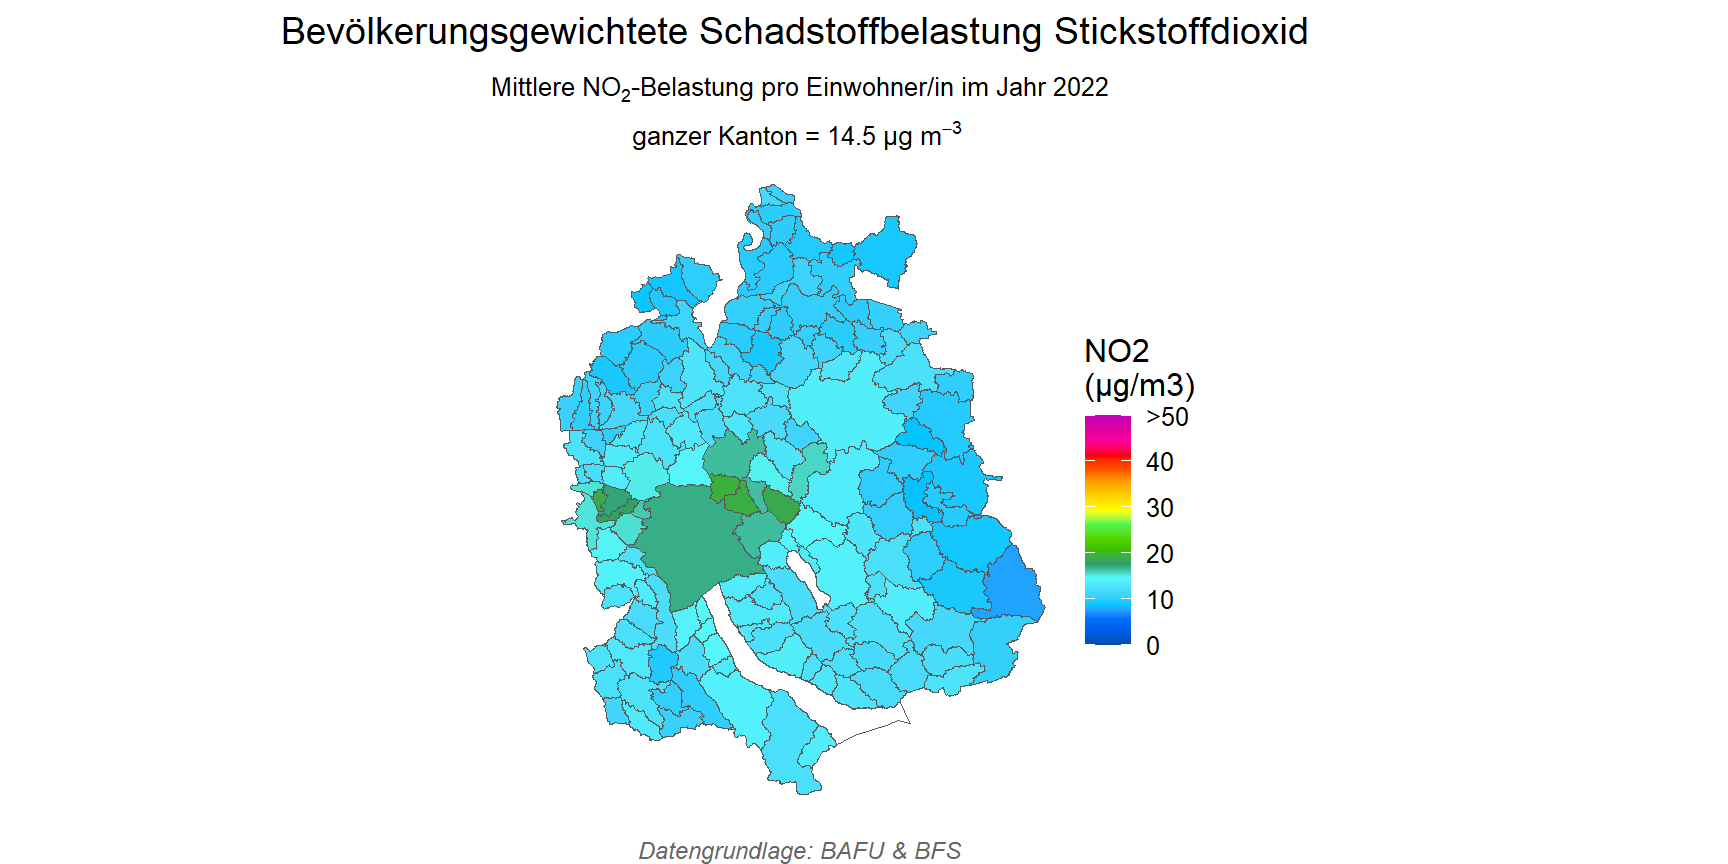 Bevölkerungsgewichtete Schadstoffbelastung Stickstoffdioxid
Mittlere NO₂-Belastung pro Einwohner/in im Jahr 2022
ganzer Kanton = 14.5 µg m⁻³
NO2
(µg/m3)
>50
40
30
20
10
0
Datengrundlage: BAFU & BFS